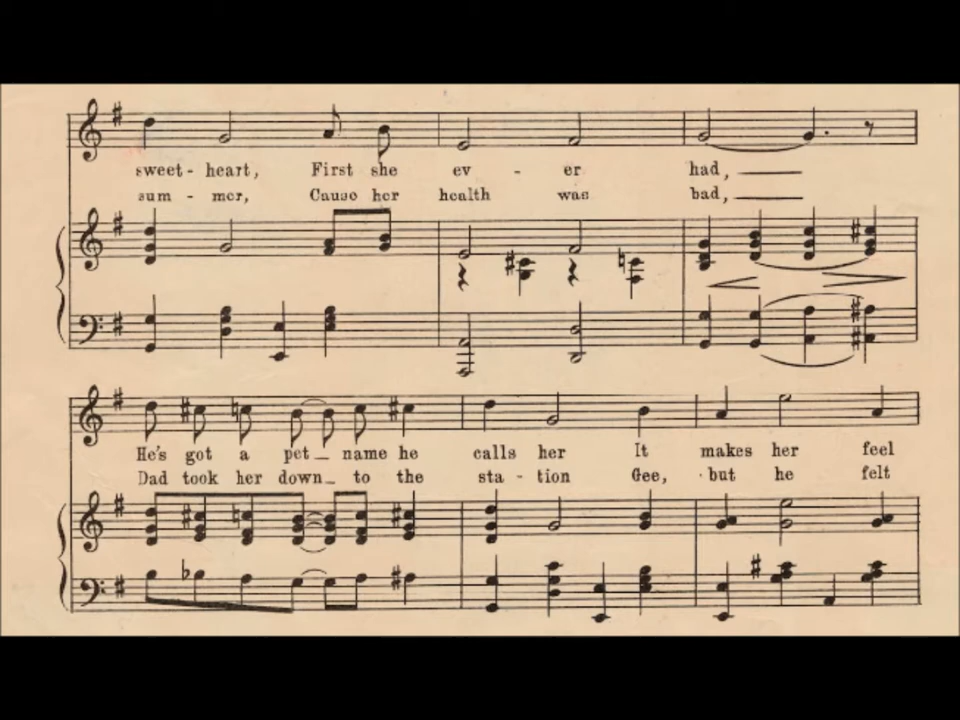 sweet - heart, First she ev - er had,
sum - mer, Cause her health was bad,
He's got a pet name he calls her It makes her feel
Dad took her down to the sta - tion Gee, but he felt